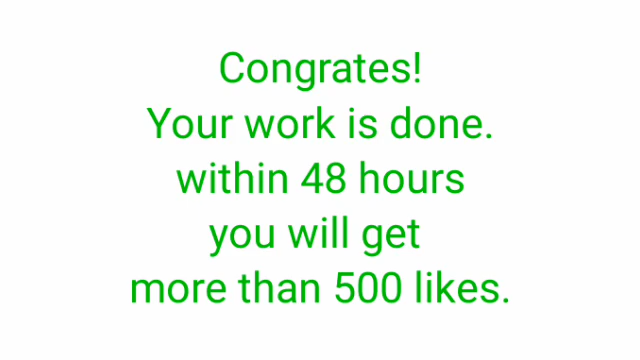 Congrates!
Your work is done.
within 48 hours
you will get
more than 500 likes.